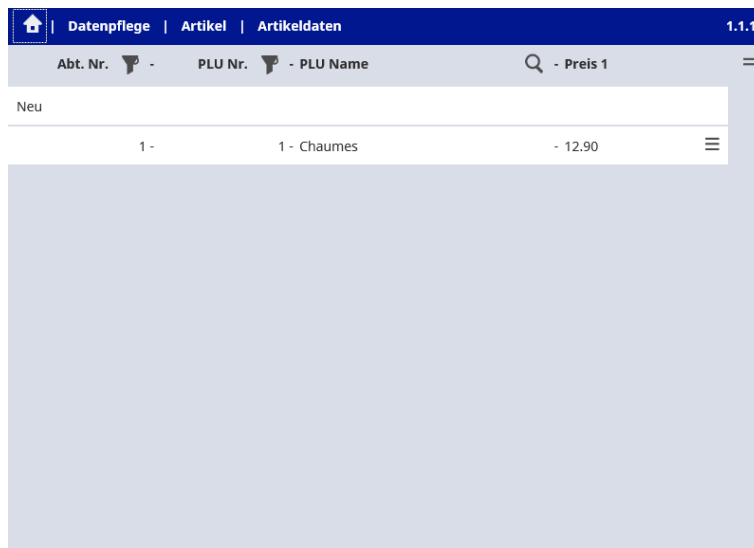 | Datenpflege | Artikel | Artikeldaten 1.1.1
Abt. Nr. - PLU Nr. - PLU Name - Preis 1
Neu
1 - 1 - Chaumes - 12.90